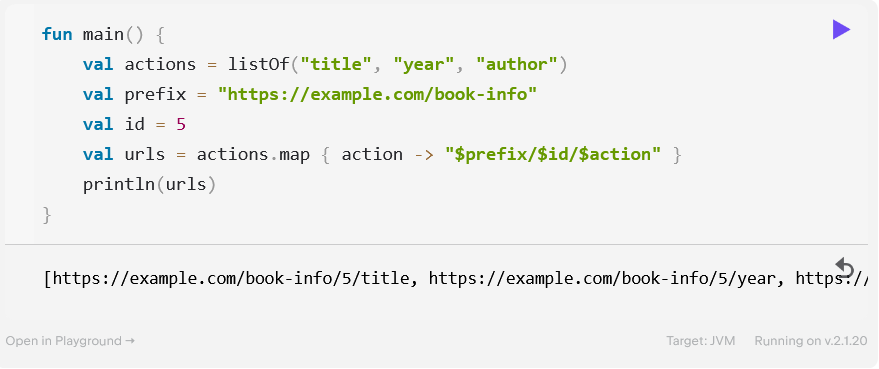 fun main() {
    val actions = listOf("title", "year", "author")
    val prefix = "https://example.com/book-info"
    val id = 5
    val urls = actions.map { action -> "$prefix/$id/$action" }
    println(urls)
}
[https://example.com/book-info/5/title, https://example.com/book-info/5/year, https://
Open in Playground → Target: JVM Running on v.2.1.20